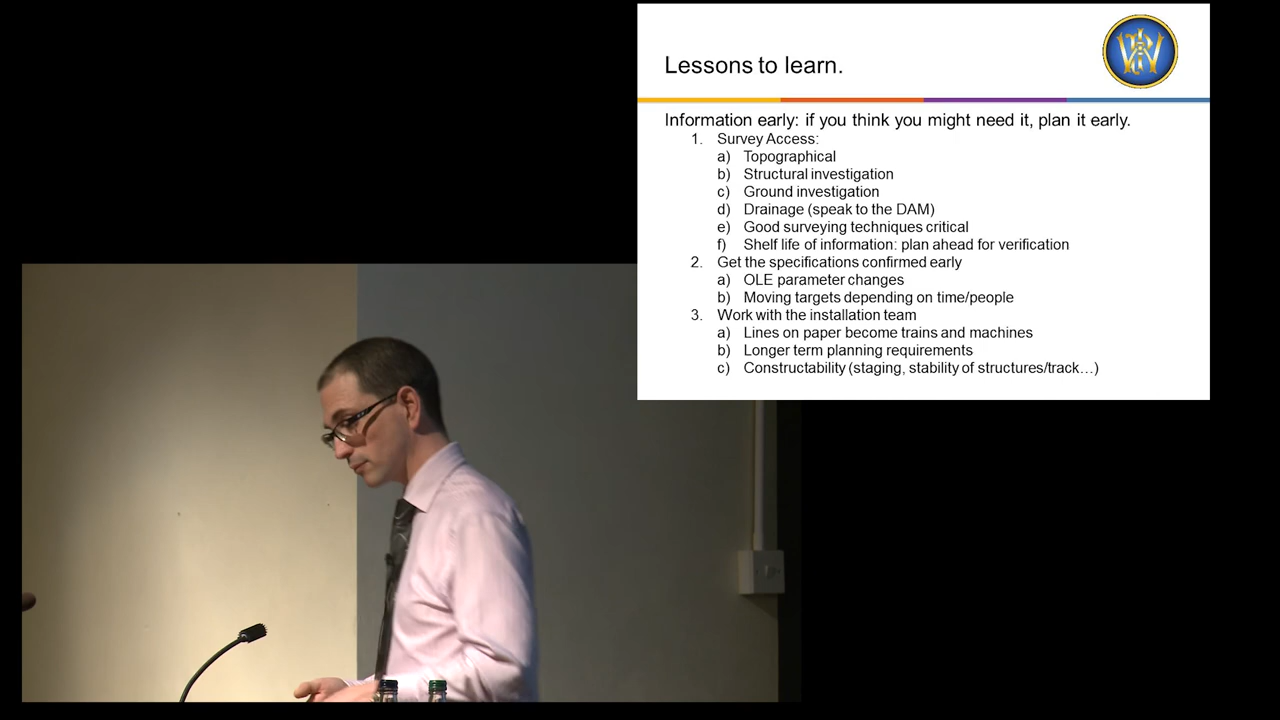 Lessons to learn.
Information early: if you think you might need it, plan it early.
1. Survey Access:
a) Topographical
b) Structural investigation
c) Ground investigation
d) Drainage (speak to the DAM)
e) Good surveying techniques critical
f) Shelf life of information: plan ahead for verification
2. Get the specifications confirmed early
a) OLE parameter changes
b) Moving targets depending on time/people
3. Work with the installation team
a) Lines on paper become trains and machines
b) Longer term planning requirements
c) Constructability (staging, stability of structures/track…)